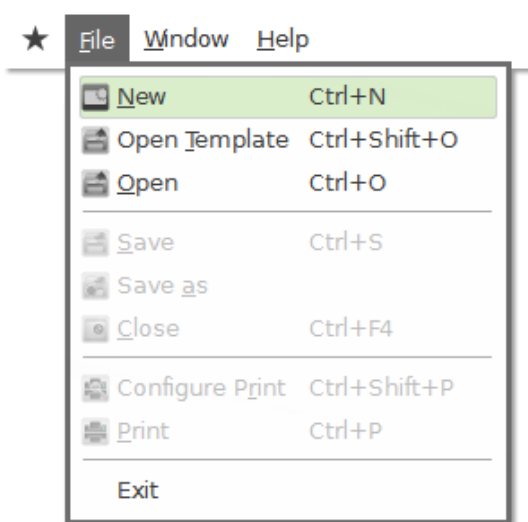 File Window Help
New Ctrl+N
Open Template Ctrl+Shift+O
Open Ctrl+O
Save Ctrl+S
Save as
Close Ctrl+F4
Configure Print Ctrl+Shift+P
Print Ctrl+P
Exit